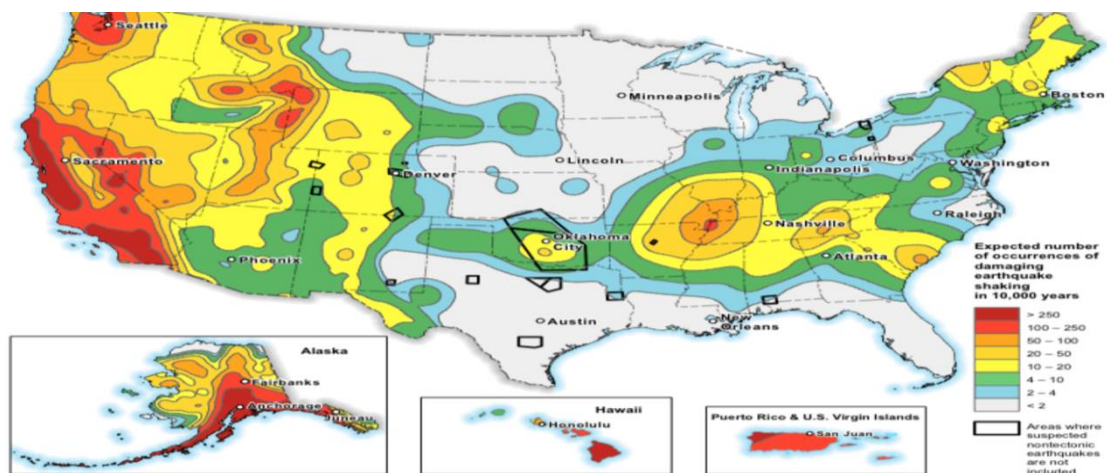 Seattle
Minneapolis
Boston
Sacramento
Lincoln
Columbus
Washington
Denver
Indianapolis
Oklahoma
City
Nashville
Raleigh
Phoenix
Atlanta
Austin
New
Orleans
Expected number
of occurrences of
damaging
earthquake
shaking
in 10,000 years
> 250
100 – 250
50 – 100
20 – 50
10 – 20
4 – 10
2 – 4
< 2
Areas where
suspected
nontectonic
earthquakes
are not
included
Alaska
Fairbanks
Anchorage
Juneau
Hawaii
Honolulu
Puerto Rico & U.S. Virgin Islands
San Juan